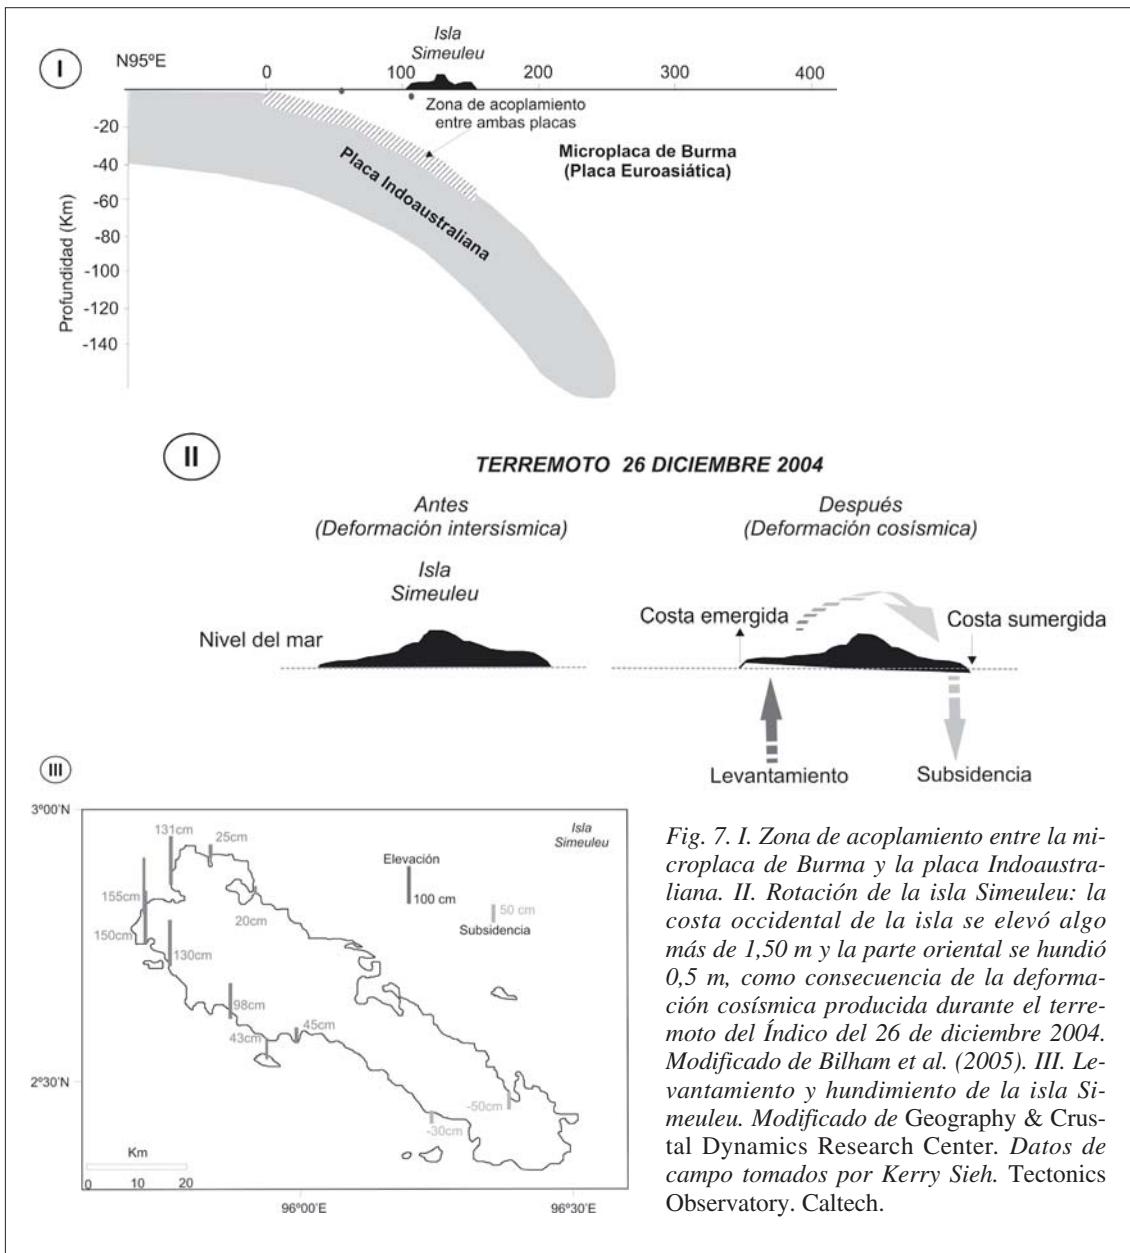 I
N95ºE
Isla
Simeuleu
0
100
200
300
400
Zona de acoplamiento
entre ambas placas
Microplaca de Burma
(Placa Euroasiática)
Placa Indoaustraliana
Profundidad (Km)
-20
-40
-60
-80
-100
-120
-140
II
TERREMOTO 26 DICIEMBRE 2004
Antes
(Deformación intersísmica)
Después
(Deformación cosísmica)
Isla
Simeuleu
Nivel del mar
Costa emergida
Costa sumergida
Levantamiento
Subsidencia
III
3º00'N
2º30'N
131cm
25cm
155cm
150cm
20cm
130cm
98cm
43cm
45cm
-30cm
-50cm
Isla
Simeuleu
Elevación
100 cm
50 cm
Subsidencia
Km
0
10
20
96º00'E
96º30'E
Fig. 7. I. Zona de acoplamiento entre la mi-
croplaca de Burma y la placa Indoaustra-
liana. II. Rotación de la isla Simeuleu: la
costa occidental de la isla se elevó algo
más de 1,50 m y la parte oriental se hundió
0,5 m, como consecuencia de la deforma-
ción cosísmica producida durante el terre-
moto del Índico del 26 de diciembre 2004.
Modificado de Bilham et al. (2005). III. Le-
vantamiento y hundimiento de la isla Si-
meuleu. Modificado de Geography & Crus-
tal Dynamics Research Center. Datos de
campo tomados por Kerry Sieh. Tectonics
Observatory. Caltech.